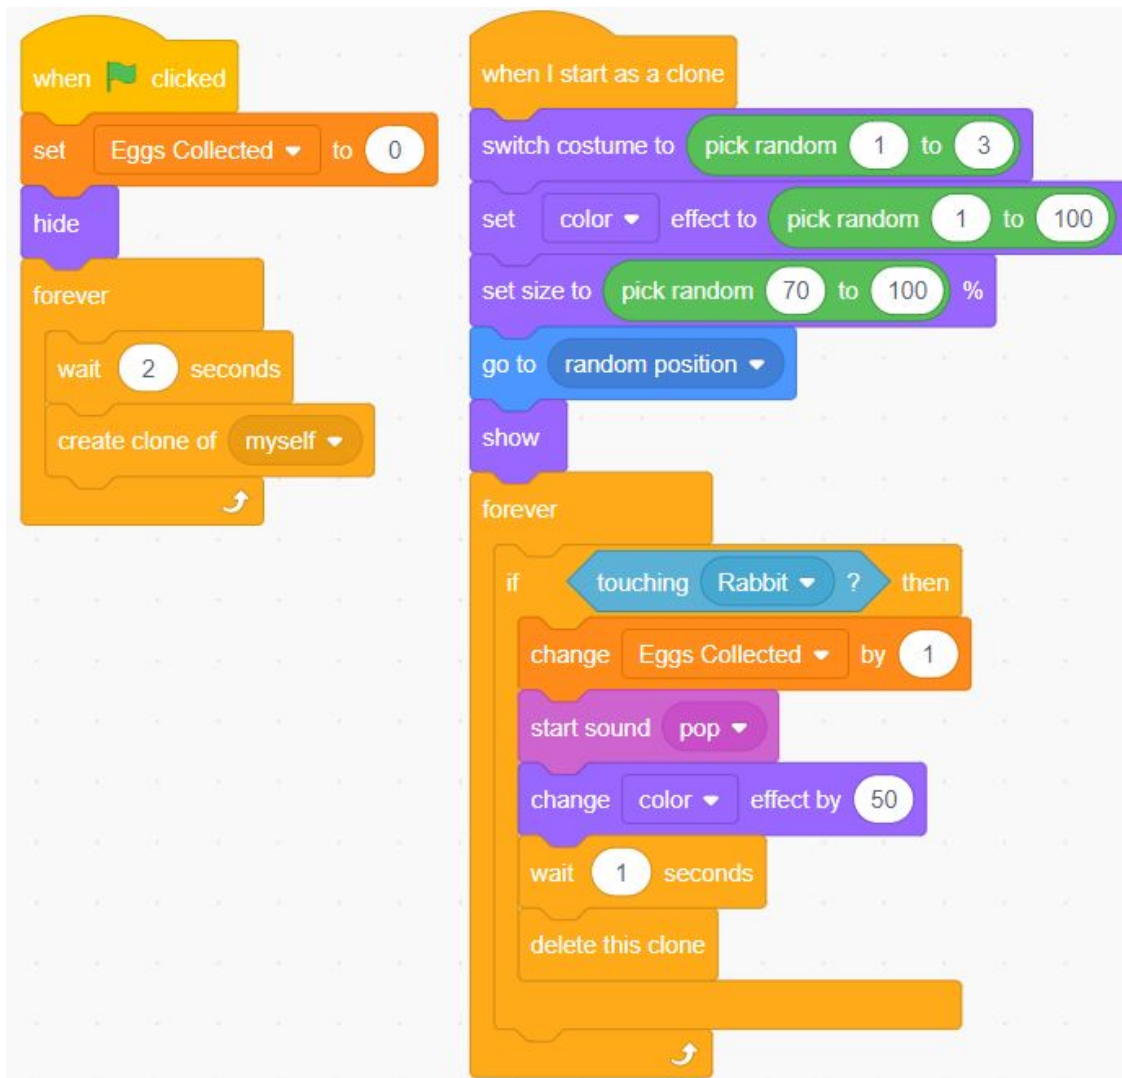 when clicked
set Eggs Collected to 0
hide
forever
wait 2 seconds
create clone of myself
when I start as a clone
switch costume to pick random 1 to 3
set color effect to pick random 1 to 100
set size to pick random 70 to 100 %
go to random position
show
forever
if touching Rabbit ? then
change Eggs Collected by 1
start sound pop
change color effect by 50
wait 1 seconds
delete this clone